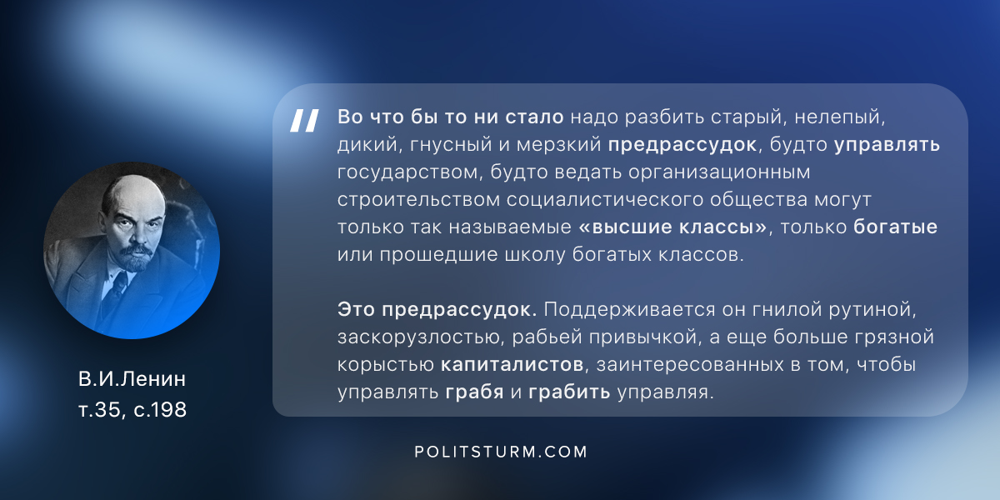 Во что бы то ни стало надо разбить старый, нелепый,
дикий, гнусный и мерзкий предрассудок, будто управлять
государством, будто ведать организационным
строительством социалистического общества могут
только так называемые «высшие классы», только богатые
или прошедшие школу богатых классов.
Это предрассудок. Поддерживается он гнилой рутиной,
заскорузлостью, рабьей привычкой, а еще больше грязной
корыстью капиталистов, заинтересованных в том, чтобы
управлять грабя и грабить управляя.
В.И.Ленин
т.35, с.198
POLITSTURM.COM